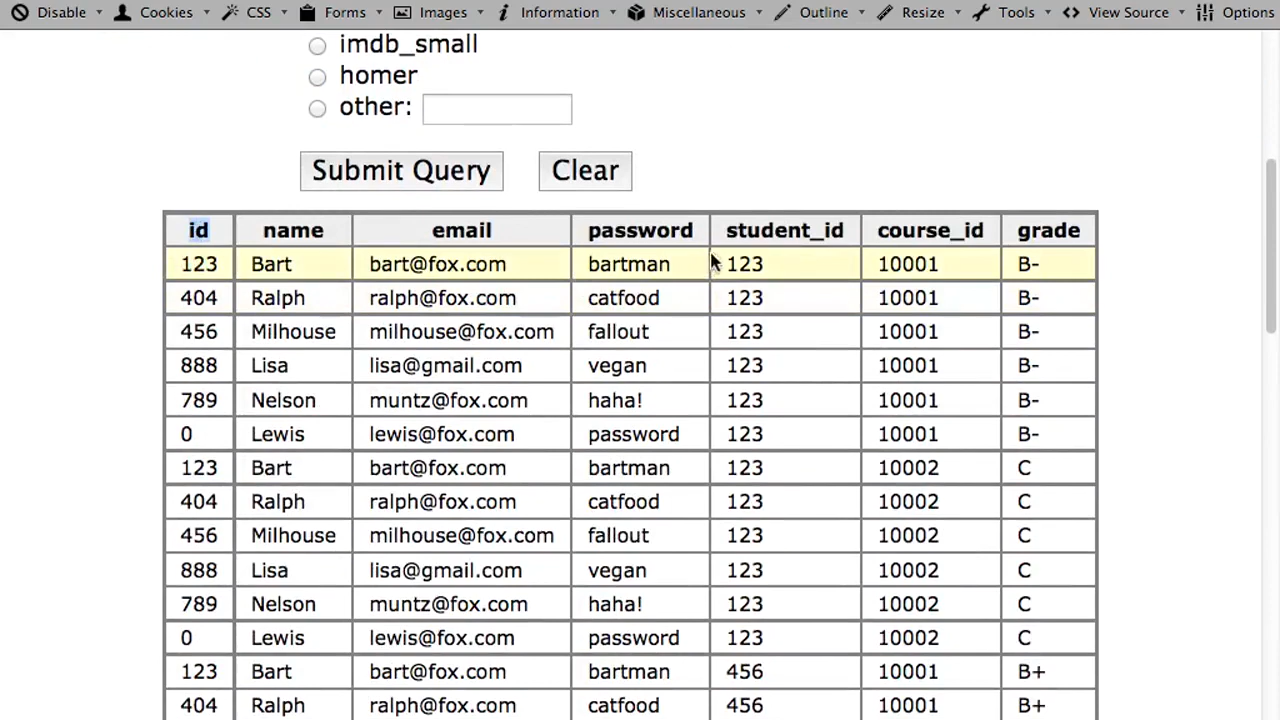 Disable Cookies CSS Forms Images Information Miscellaneous Outline Resize Tools View Source Options
imdb_small
homer
other:
Submit Query Clear
id name email password student_id course_id grade
123 Bart bart@fox.com bartman 123 10001 B-
404 Ralph ralph@fox.com catfood 123 10001 B-
456 Milhouse milhouse@fox.com fallout 123 10001 B-
888 Lisa lisa@gmail.com vegan 123 10001 B-
789 Nelson muntz@fox.com haha! 123 10001 B-
0 Lewis lewis@fox.com password 123 10001 B-
123 Bart bart@fox.com bartman 123 10002 C
404 Ralph ralph@fox.com catfood 123 10002 C
456 Milhouse milhouse@fox.com fallout 123 10002 C
888 Lisa lisa@gmail.com vegan 123 10002 C
789 Nelson muntz@fox.com haha! 123 10002 C
0 Lewis lewis@fox.com password 123 10002 C
123 Bart bart@fox.com bartman 456 10001 B+
404 Ralph ralph@fox.com catfood 456 10001 B+